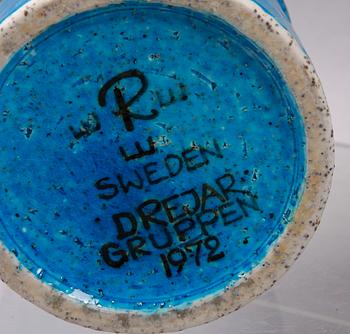 R
SWEDEN
DREJAR
GRUPPEN
1972